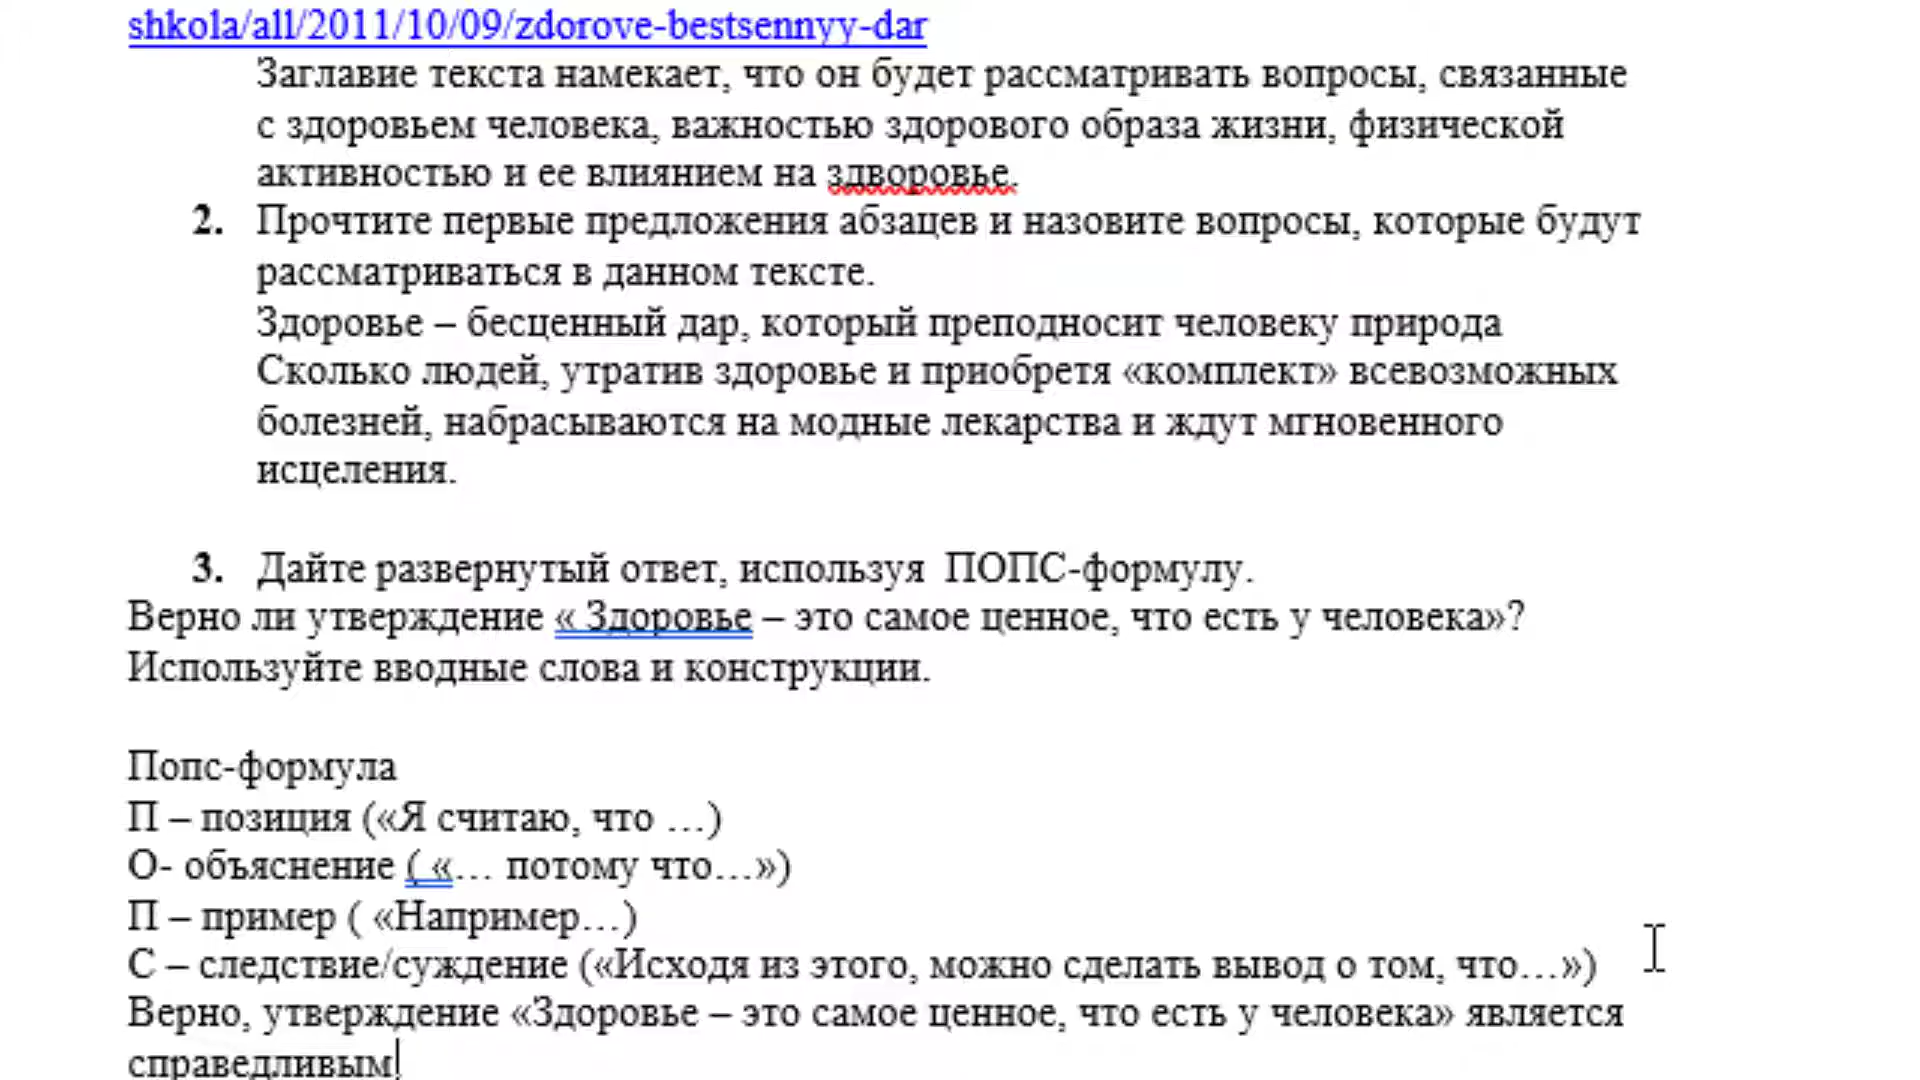 shkola/all/2011/10/09/zdorove-bestsennyy-dar
Заглавие текста намекает, что он будет рассматривать вопросы, связанные
с здоровьем человека, важностью здорового образа жизни, физической
активностью и ее влиянием на здворовье.
2. Прочтите первые предложения абзацев и назовите вопросы, которые будут
рассматриваться в данном тексте.
Здоровье – бесценный дар, который преподносит человеку природа
Сколько людей, утратив здоровье и приобретя «комплект» всевозможных
болезней, набрасываются на модные лекарства и ждут мгновенного
исцеления.
3. Дайте развернутый ответ, используя ПОПС-формулу.
Верно ли утверждение « Здоровье – это самое ценное, что есть у человека»?
Используйте вводные слова и конструкции.
Попс-формула
П – позиция («Я считаю, что …)
О- объяснение ( «… потому что…»)
П – пример ( «Например…)
С – следствие/суждение («Исходя из этого, можно сделать вывод о том, что…»)
Верно, утверждение «Здоровье – это самое ценное, что есть у человека» является
справедливым